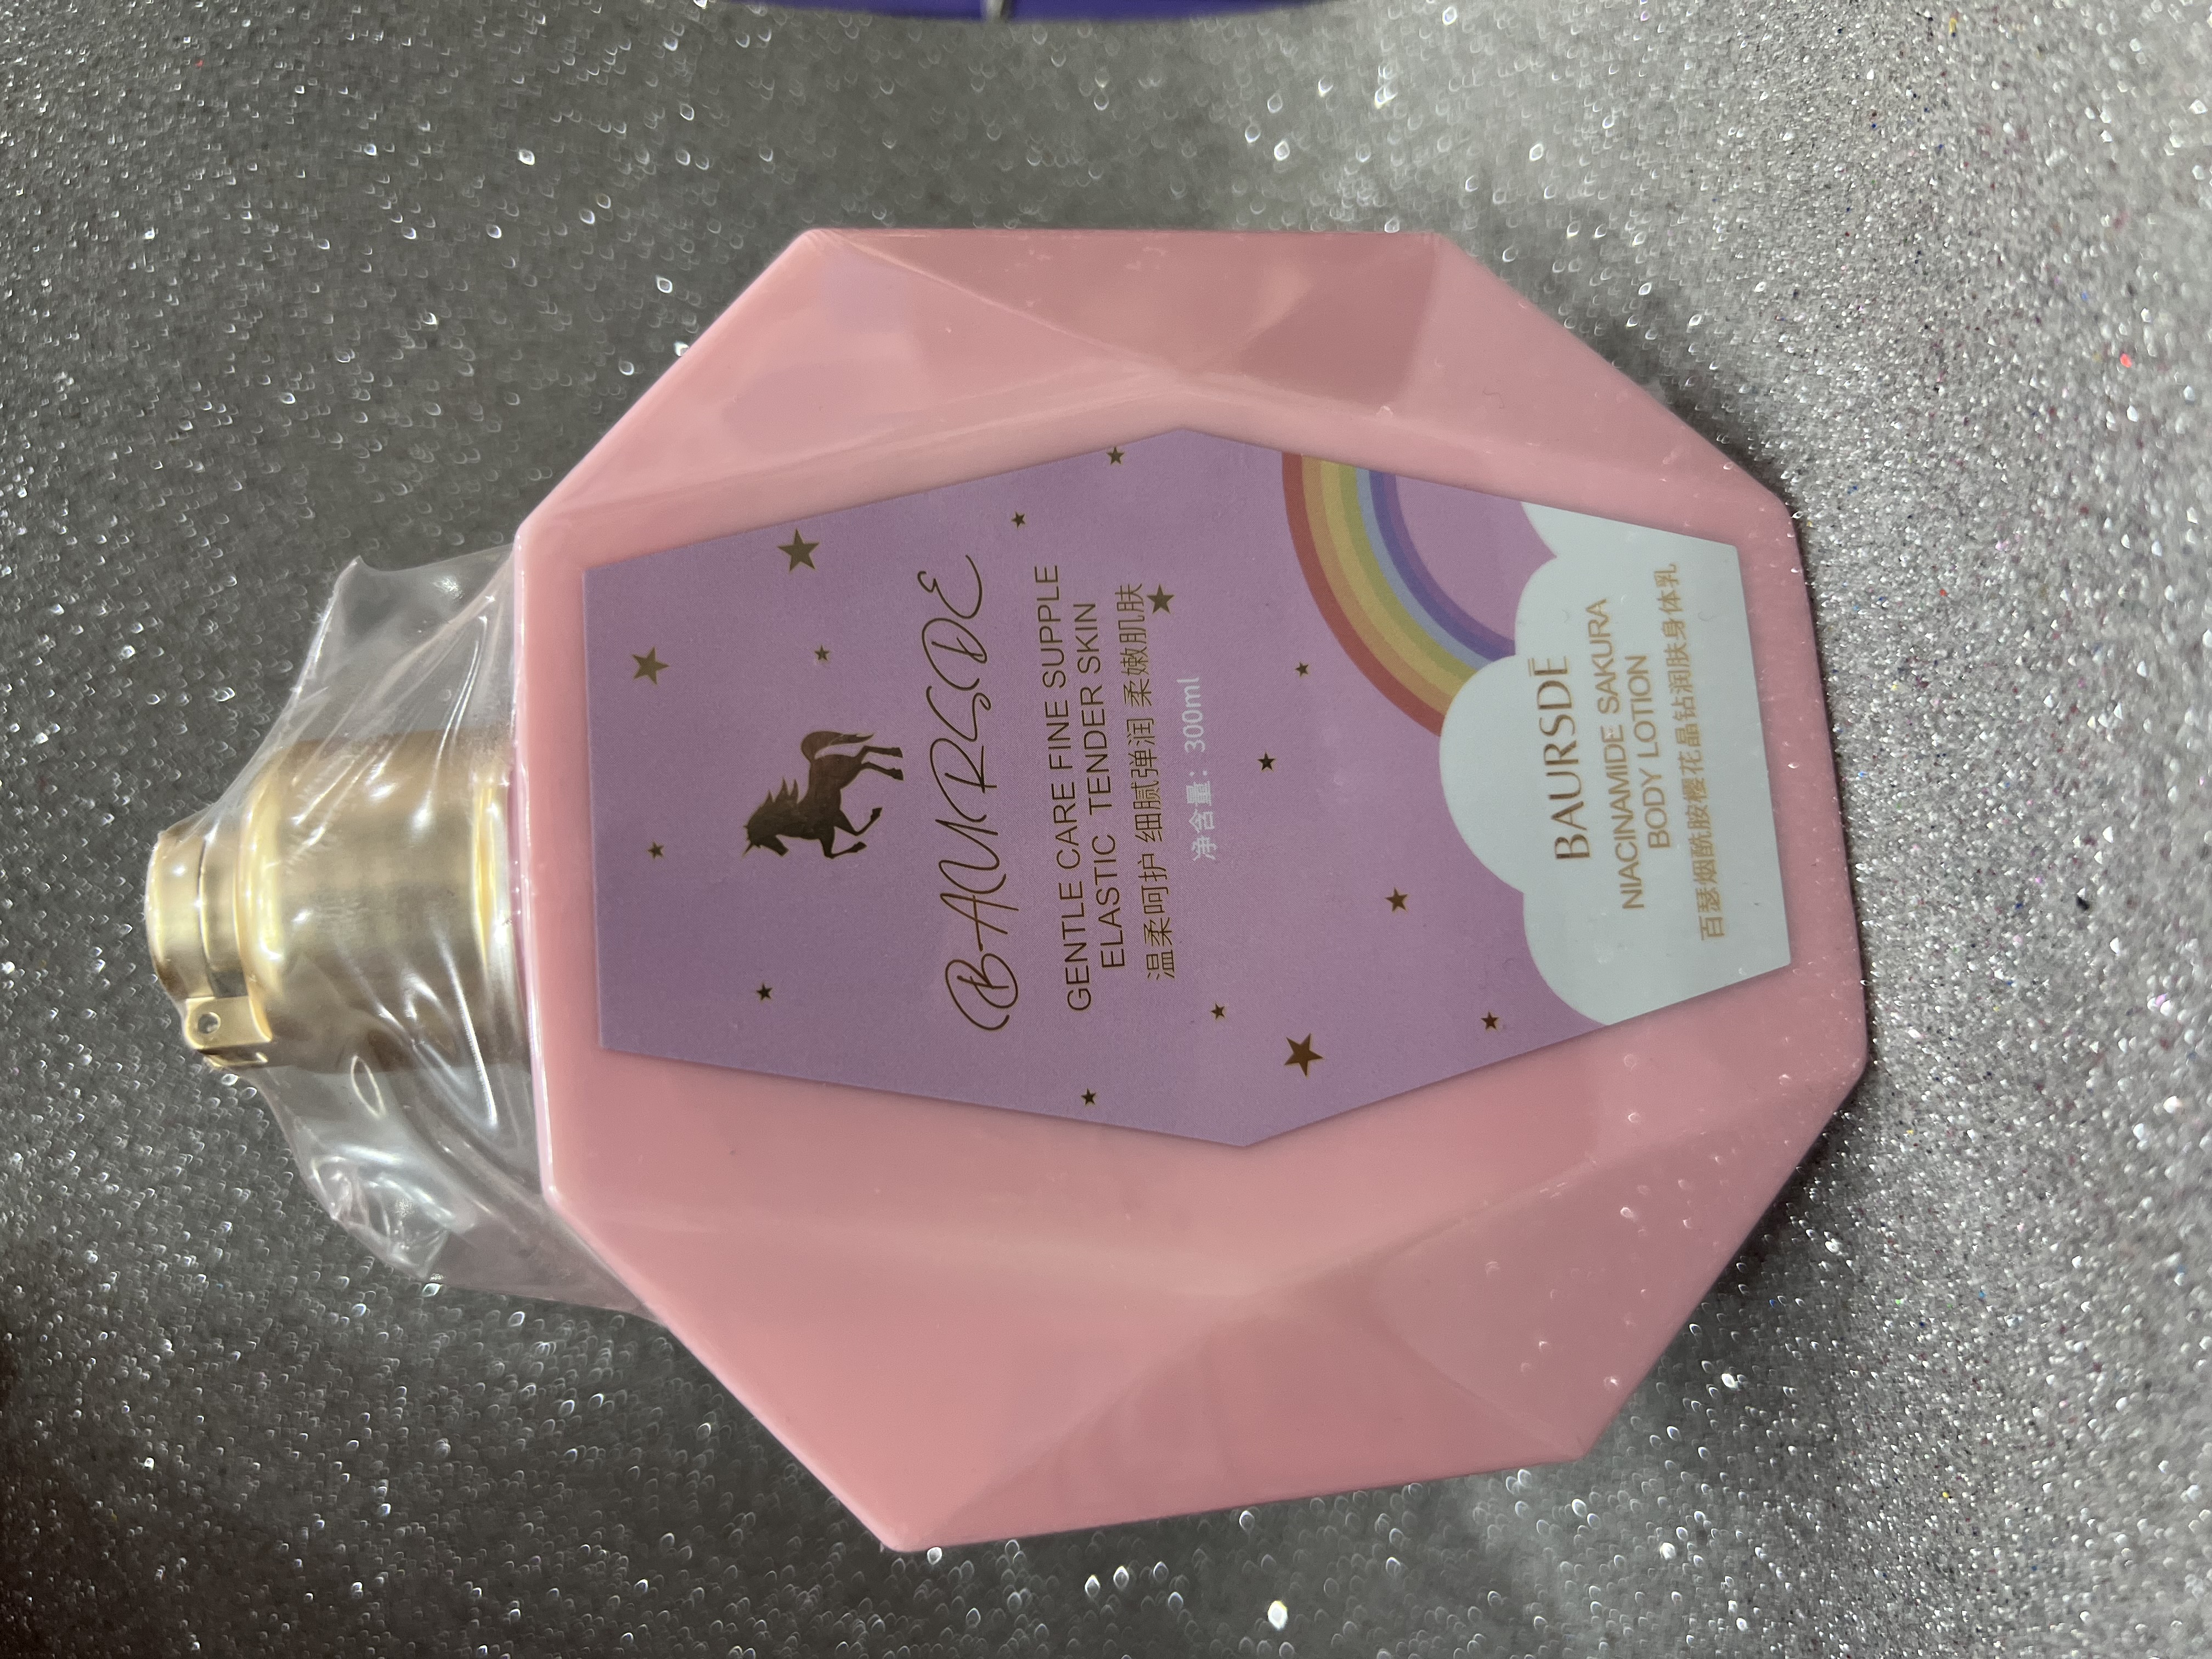 BAURSDE
GENTLE CARE FINE SUPPLE
ELASTIC TENDER SKIN
温柔呵护 细腻弹润 柔嫩肌肤
净含量：300ml
BAURSDĒ
NIACINAMIDE SAKURA
BODY LOTION
百瑟烟酰胺樱花晶钻润肤身体乳